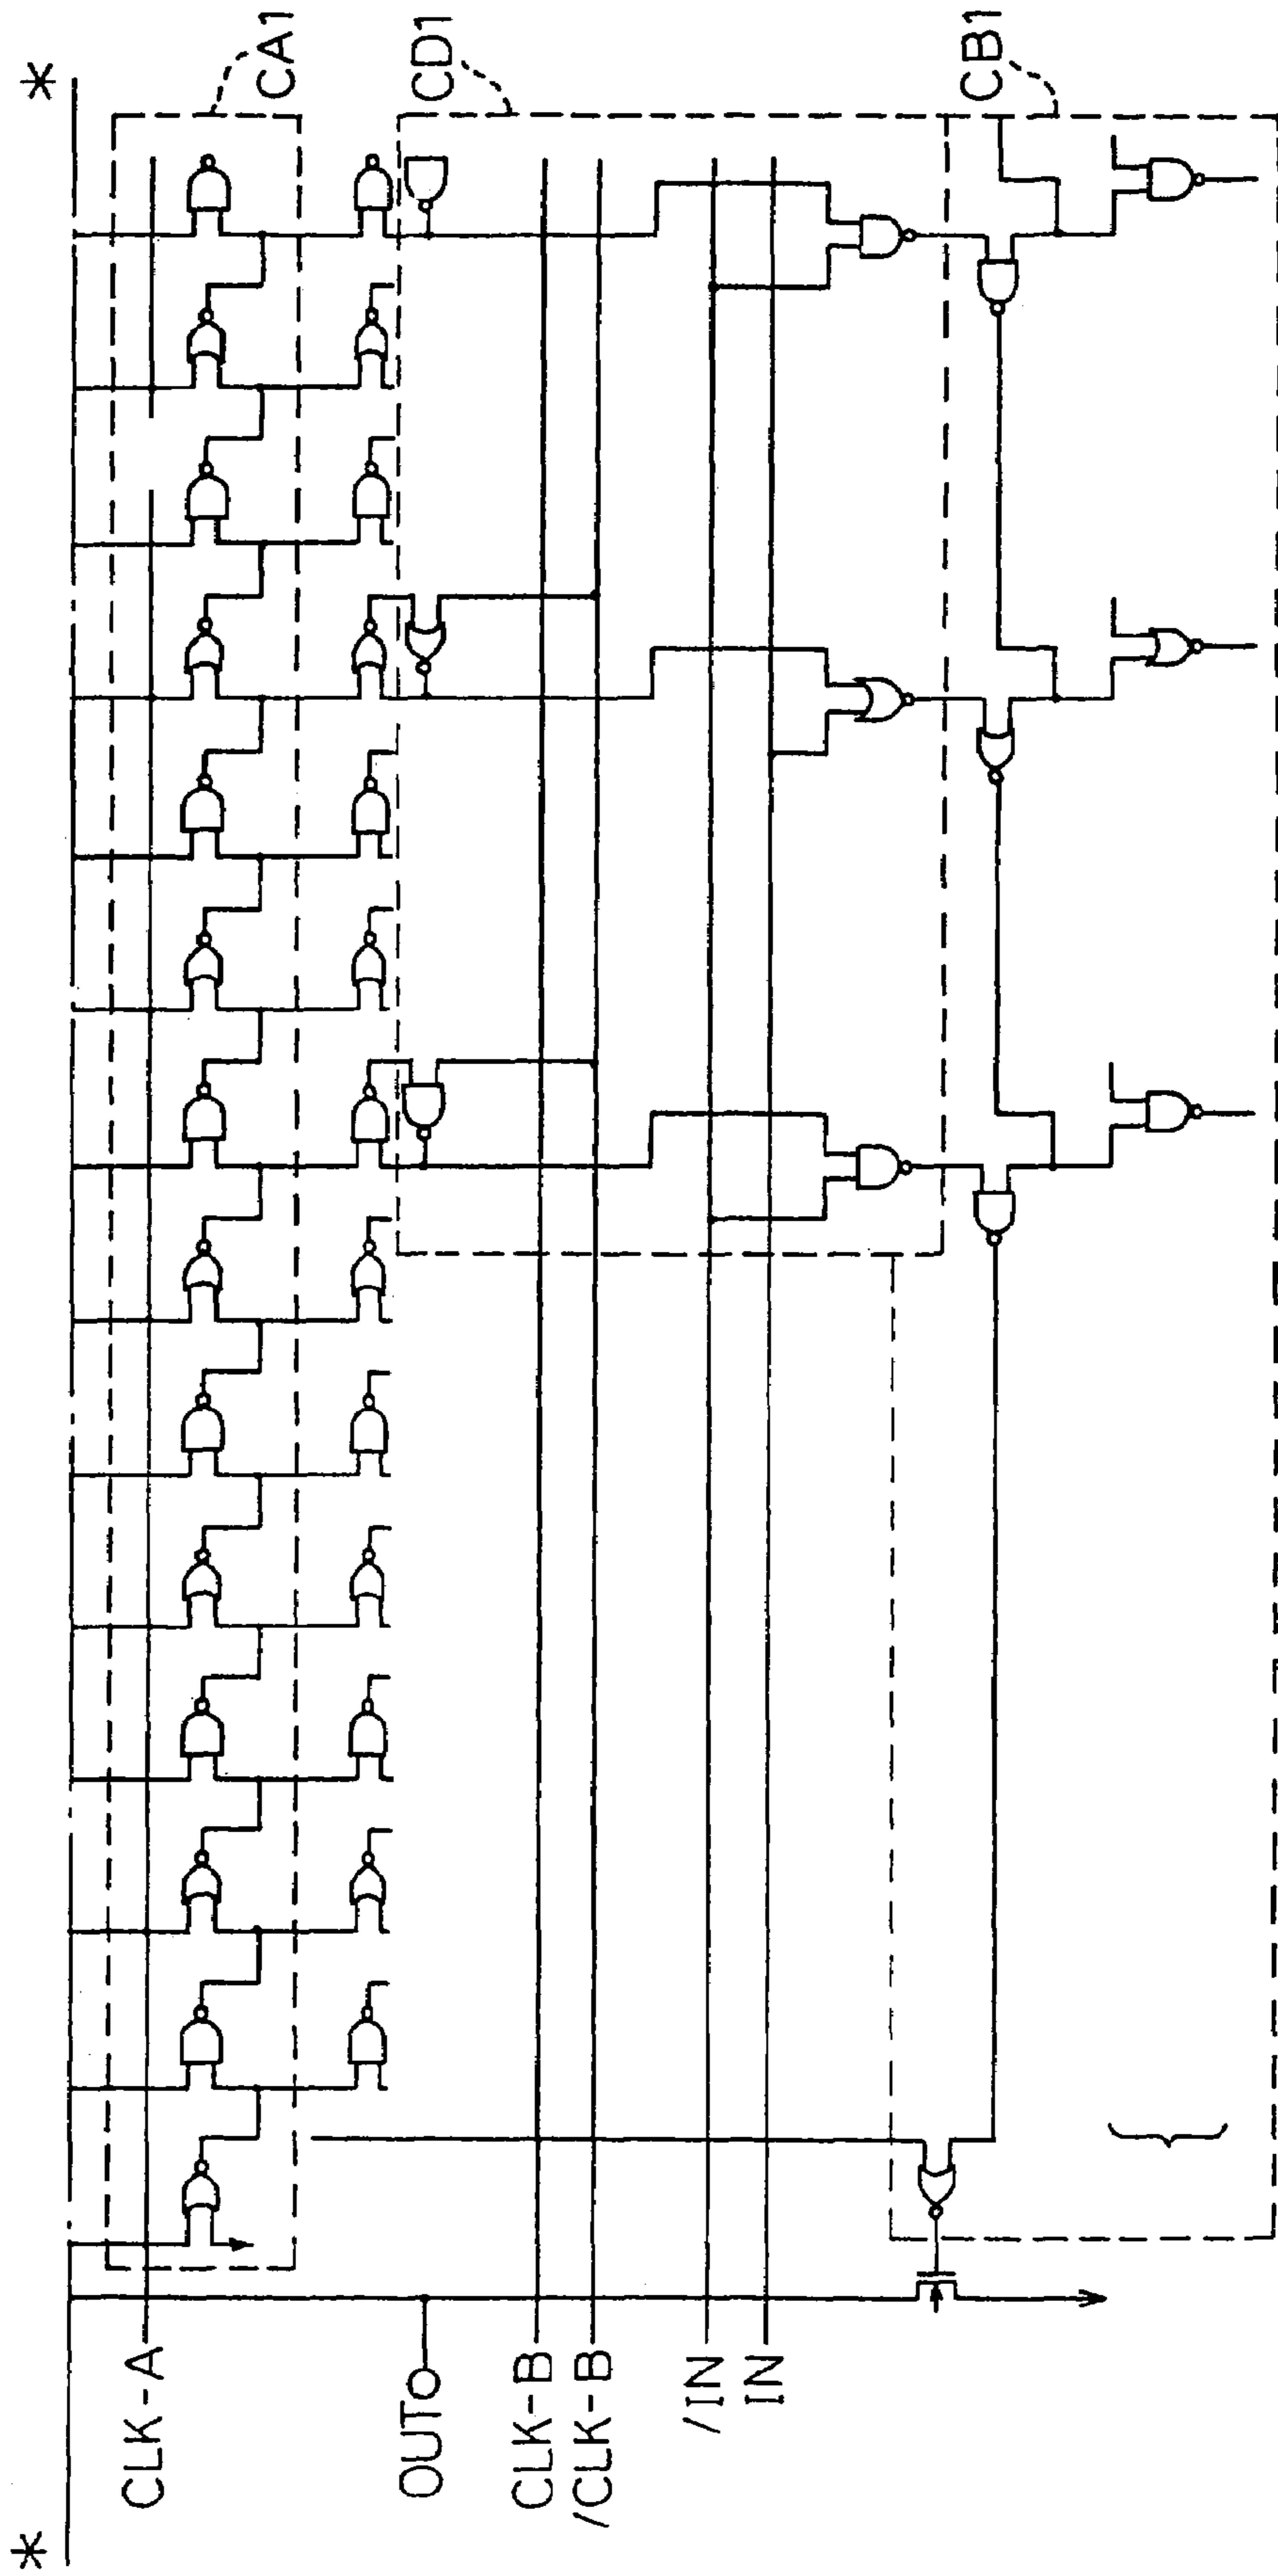 *
CA1
CD1
CB1
*
CLK-A
OUT
CLK-B
/CLK-B
/IN
IN